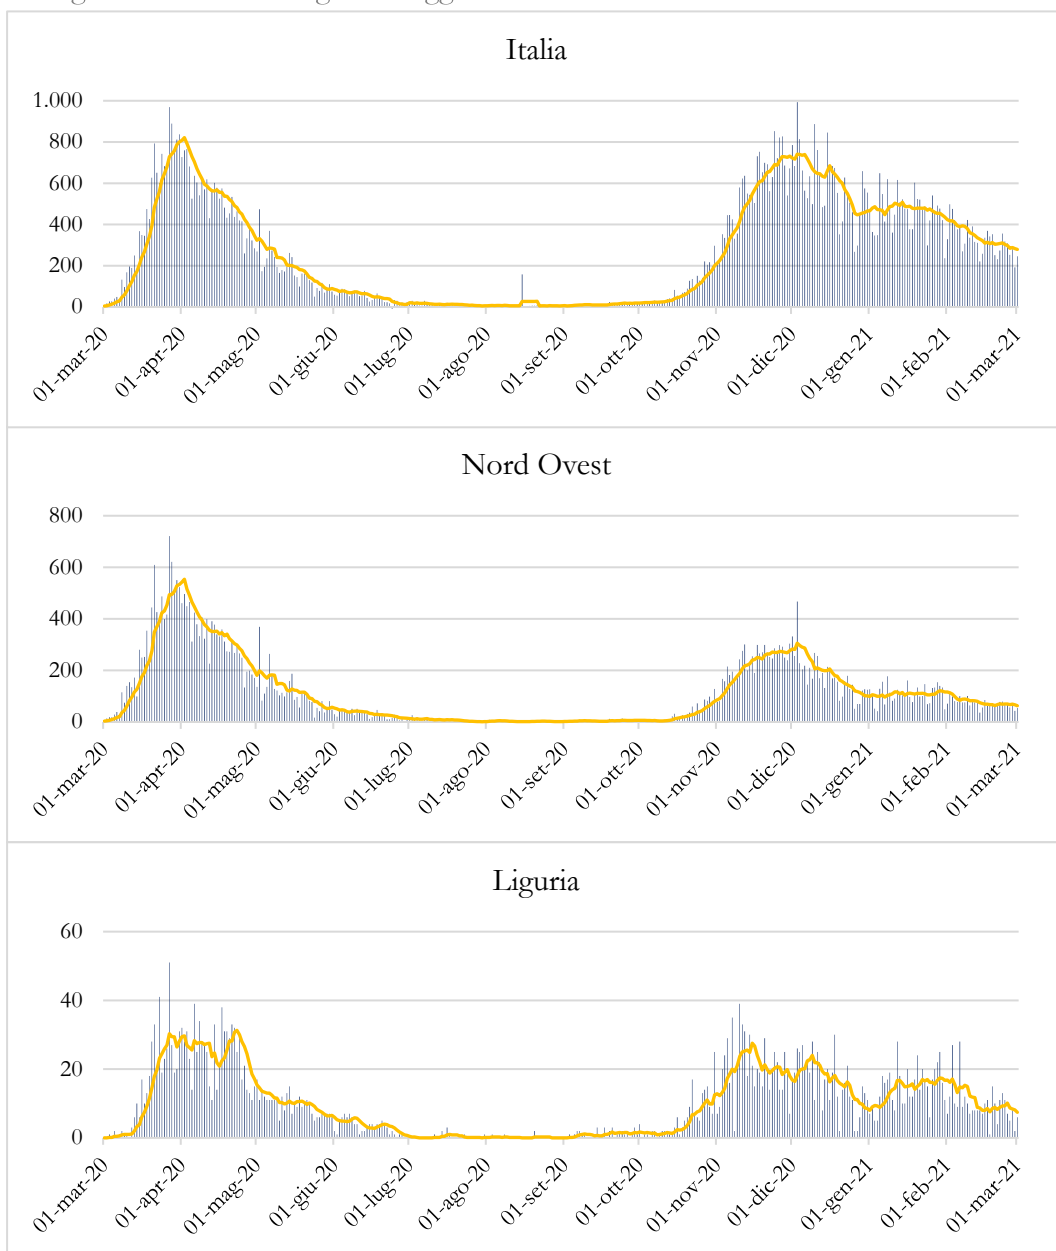 Italia
1.000
800
600
400
200
0
01-mar-20 01-apr-20 01-mag-20 01-giu-20 01-lug-20 01-ago-20 01-set-20 01-ott-20 01-nov-20 01-dic-20 01-gen-21 01-feb-21 01-mar-21
Nord Ovest
800
600
400
200
0
01-mar-20 01-apr-20 01-mag-20 01-giu-20 01-lug-20 01-ago-20 01-set-20 01-ott-20 01-nov-20 01-dic-20 01-gen-21 01-feb-21 01-mar-21
Liguria
60
40
20
0
01-mar-20 01-apr-20 01-mag-20 01-giu-20 01-lug-20 01-ago-20 01-set-20 01-ott-20 01-nov-20 01-dic-20 01-gen-21 01-feb-21 01-mar-21